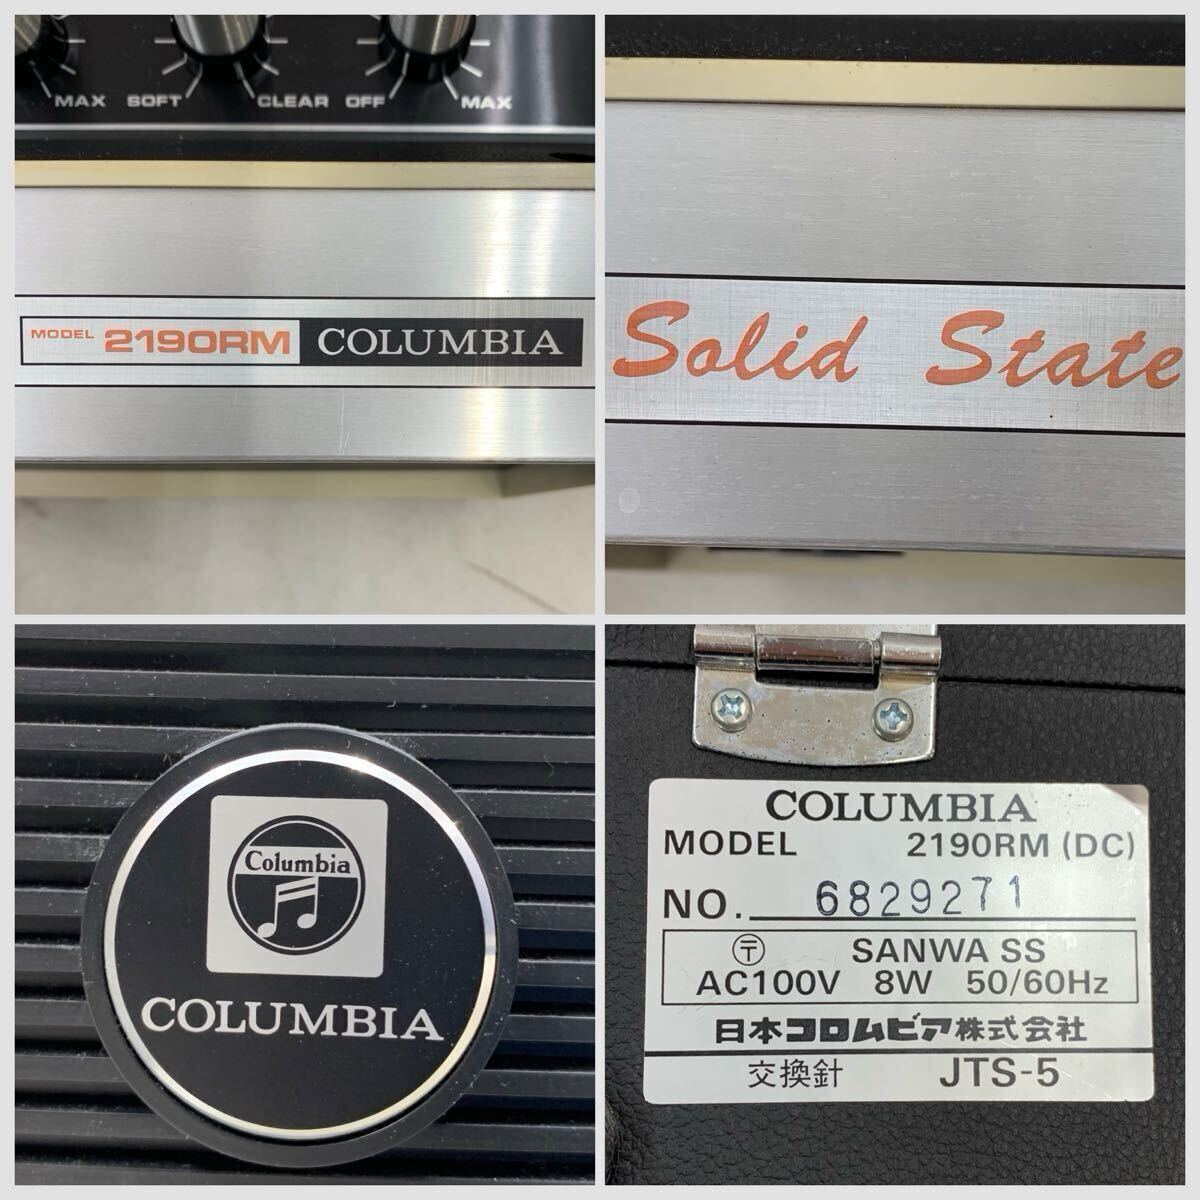 MAX SOFT CLEAR OFF MAX
MODEL 2190RM COLUMBIA
Solid State
Columbia
COLUMBIA
COLUMBIA
MODEL 2190RM (DC)
NO. 6829271
〒 SANWA SS
AC100V 8W 50/60Hz
日本コロムビア株式会社
交換針 JTS-5